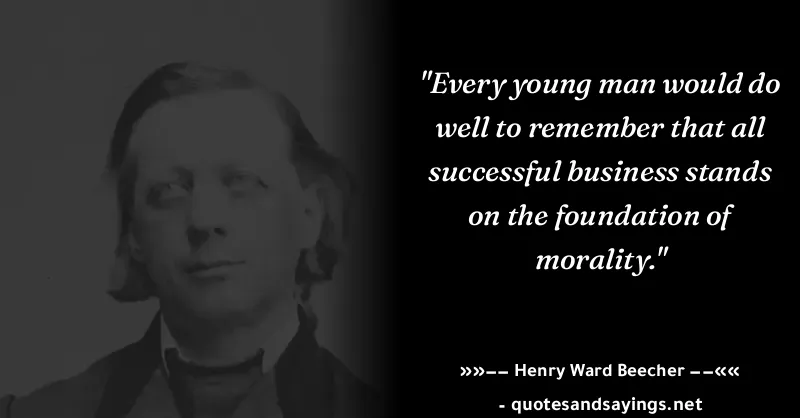 "Every young man would do
well to remember that all
successful business stands
on the foundation of
morality."
»»−− Henry Ward Beecher −−««
- quotesandsayings.net